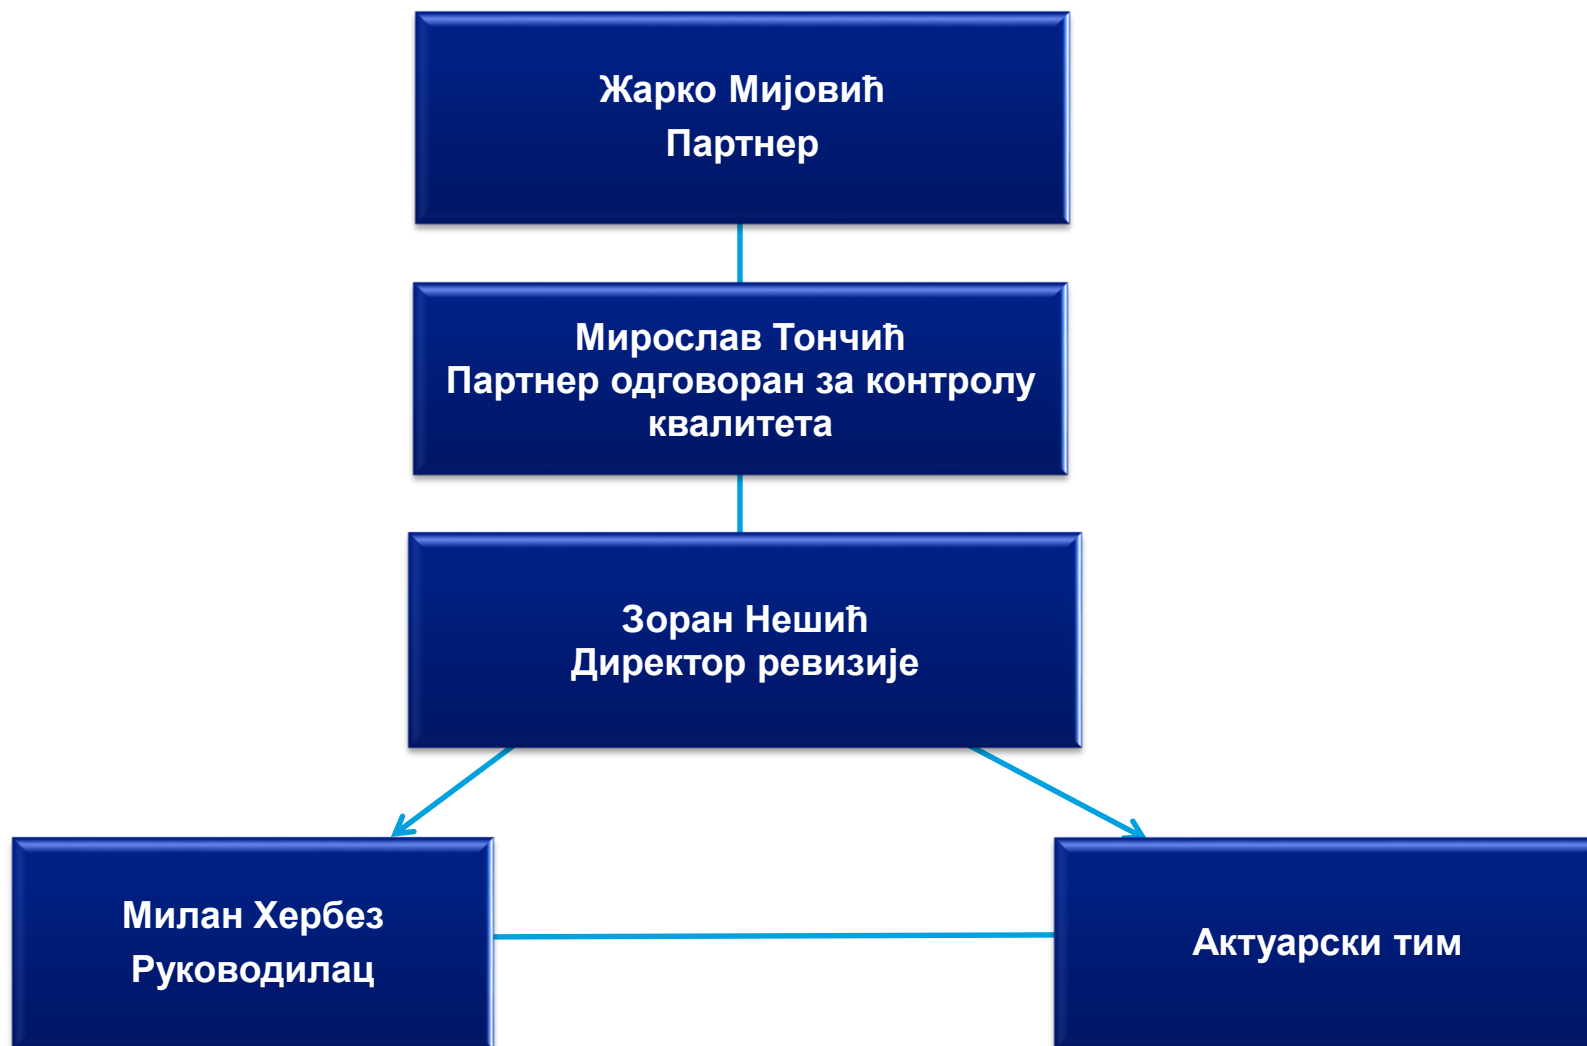 Жарко Мијовић
Партнер
Мирослав Тончић
Партнер одговоран за контролу
квалитета
Зоран Нешић
Директор ревизије
Милан Хербез
Руководилац
Актуарски тим